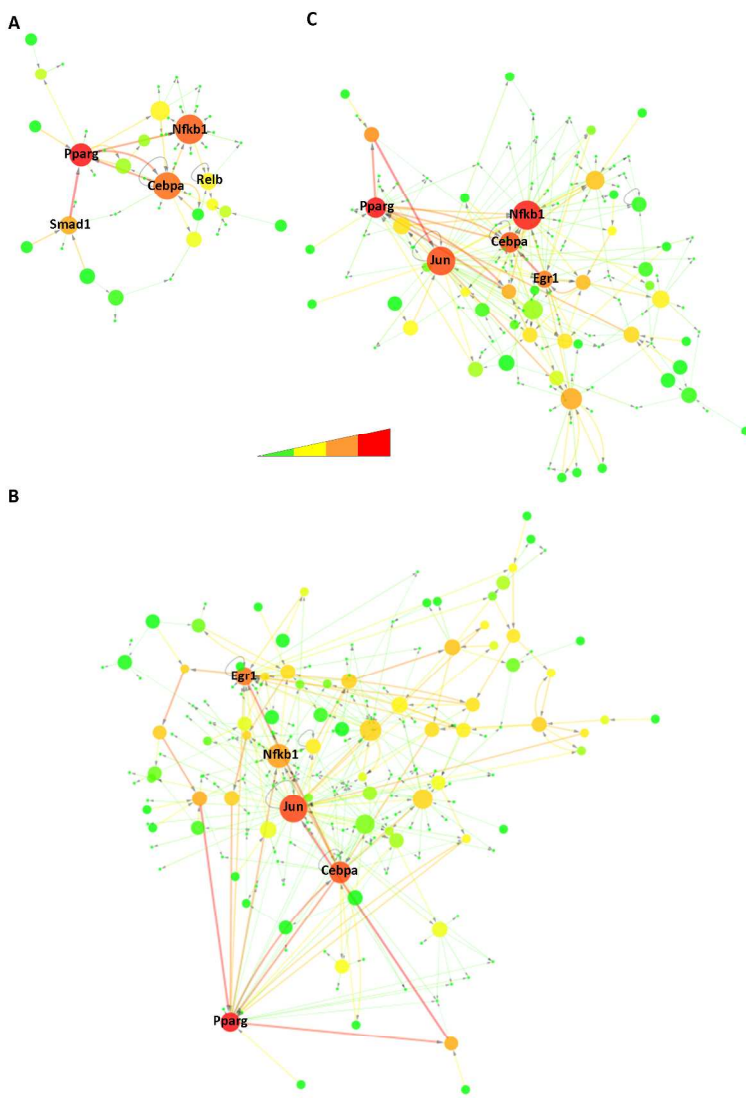 A
C
Nfkb1
Pparg
Cebpa
Relb
Smad1
Pparg
Nfkb1
Cebpa
Jun
Egr1
B
Egr1
Nfkb1
Jun
Cebpa
Pparg